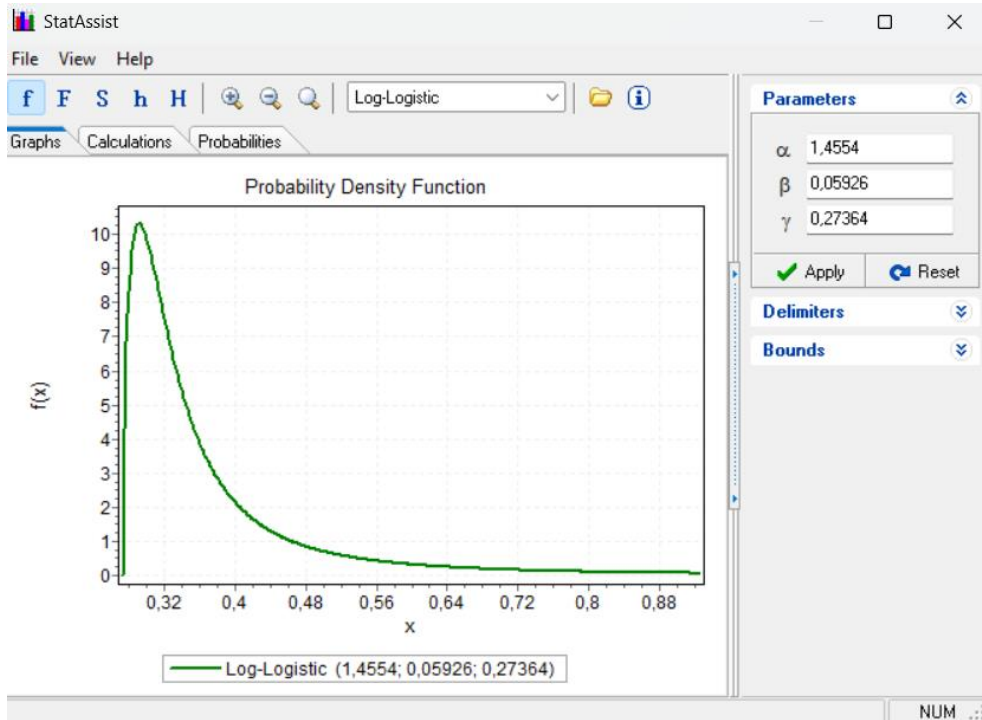 StatAssist
File View Help
f F S h H Log-Logistic
Graphs Calculations Probabilities
Probability Density Function
10
9
8
7
6
5
4
3
2
1
0
f(x)
0,32 0,4 0,48 0,56 0,64 0,72 0,8 0,88
x
Log-Logistic (1,4554; 0,05926; 0,27364)
Parameters
α 1,4554
β 0,05926
γ 0,27364
Apply Reset
Delimiters
Bounds
NUM